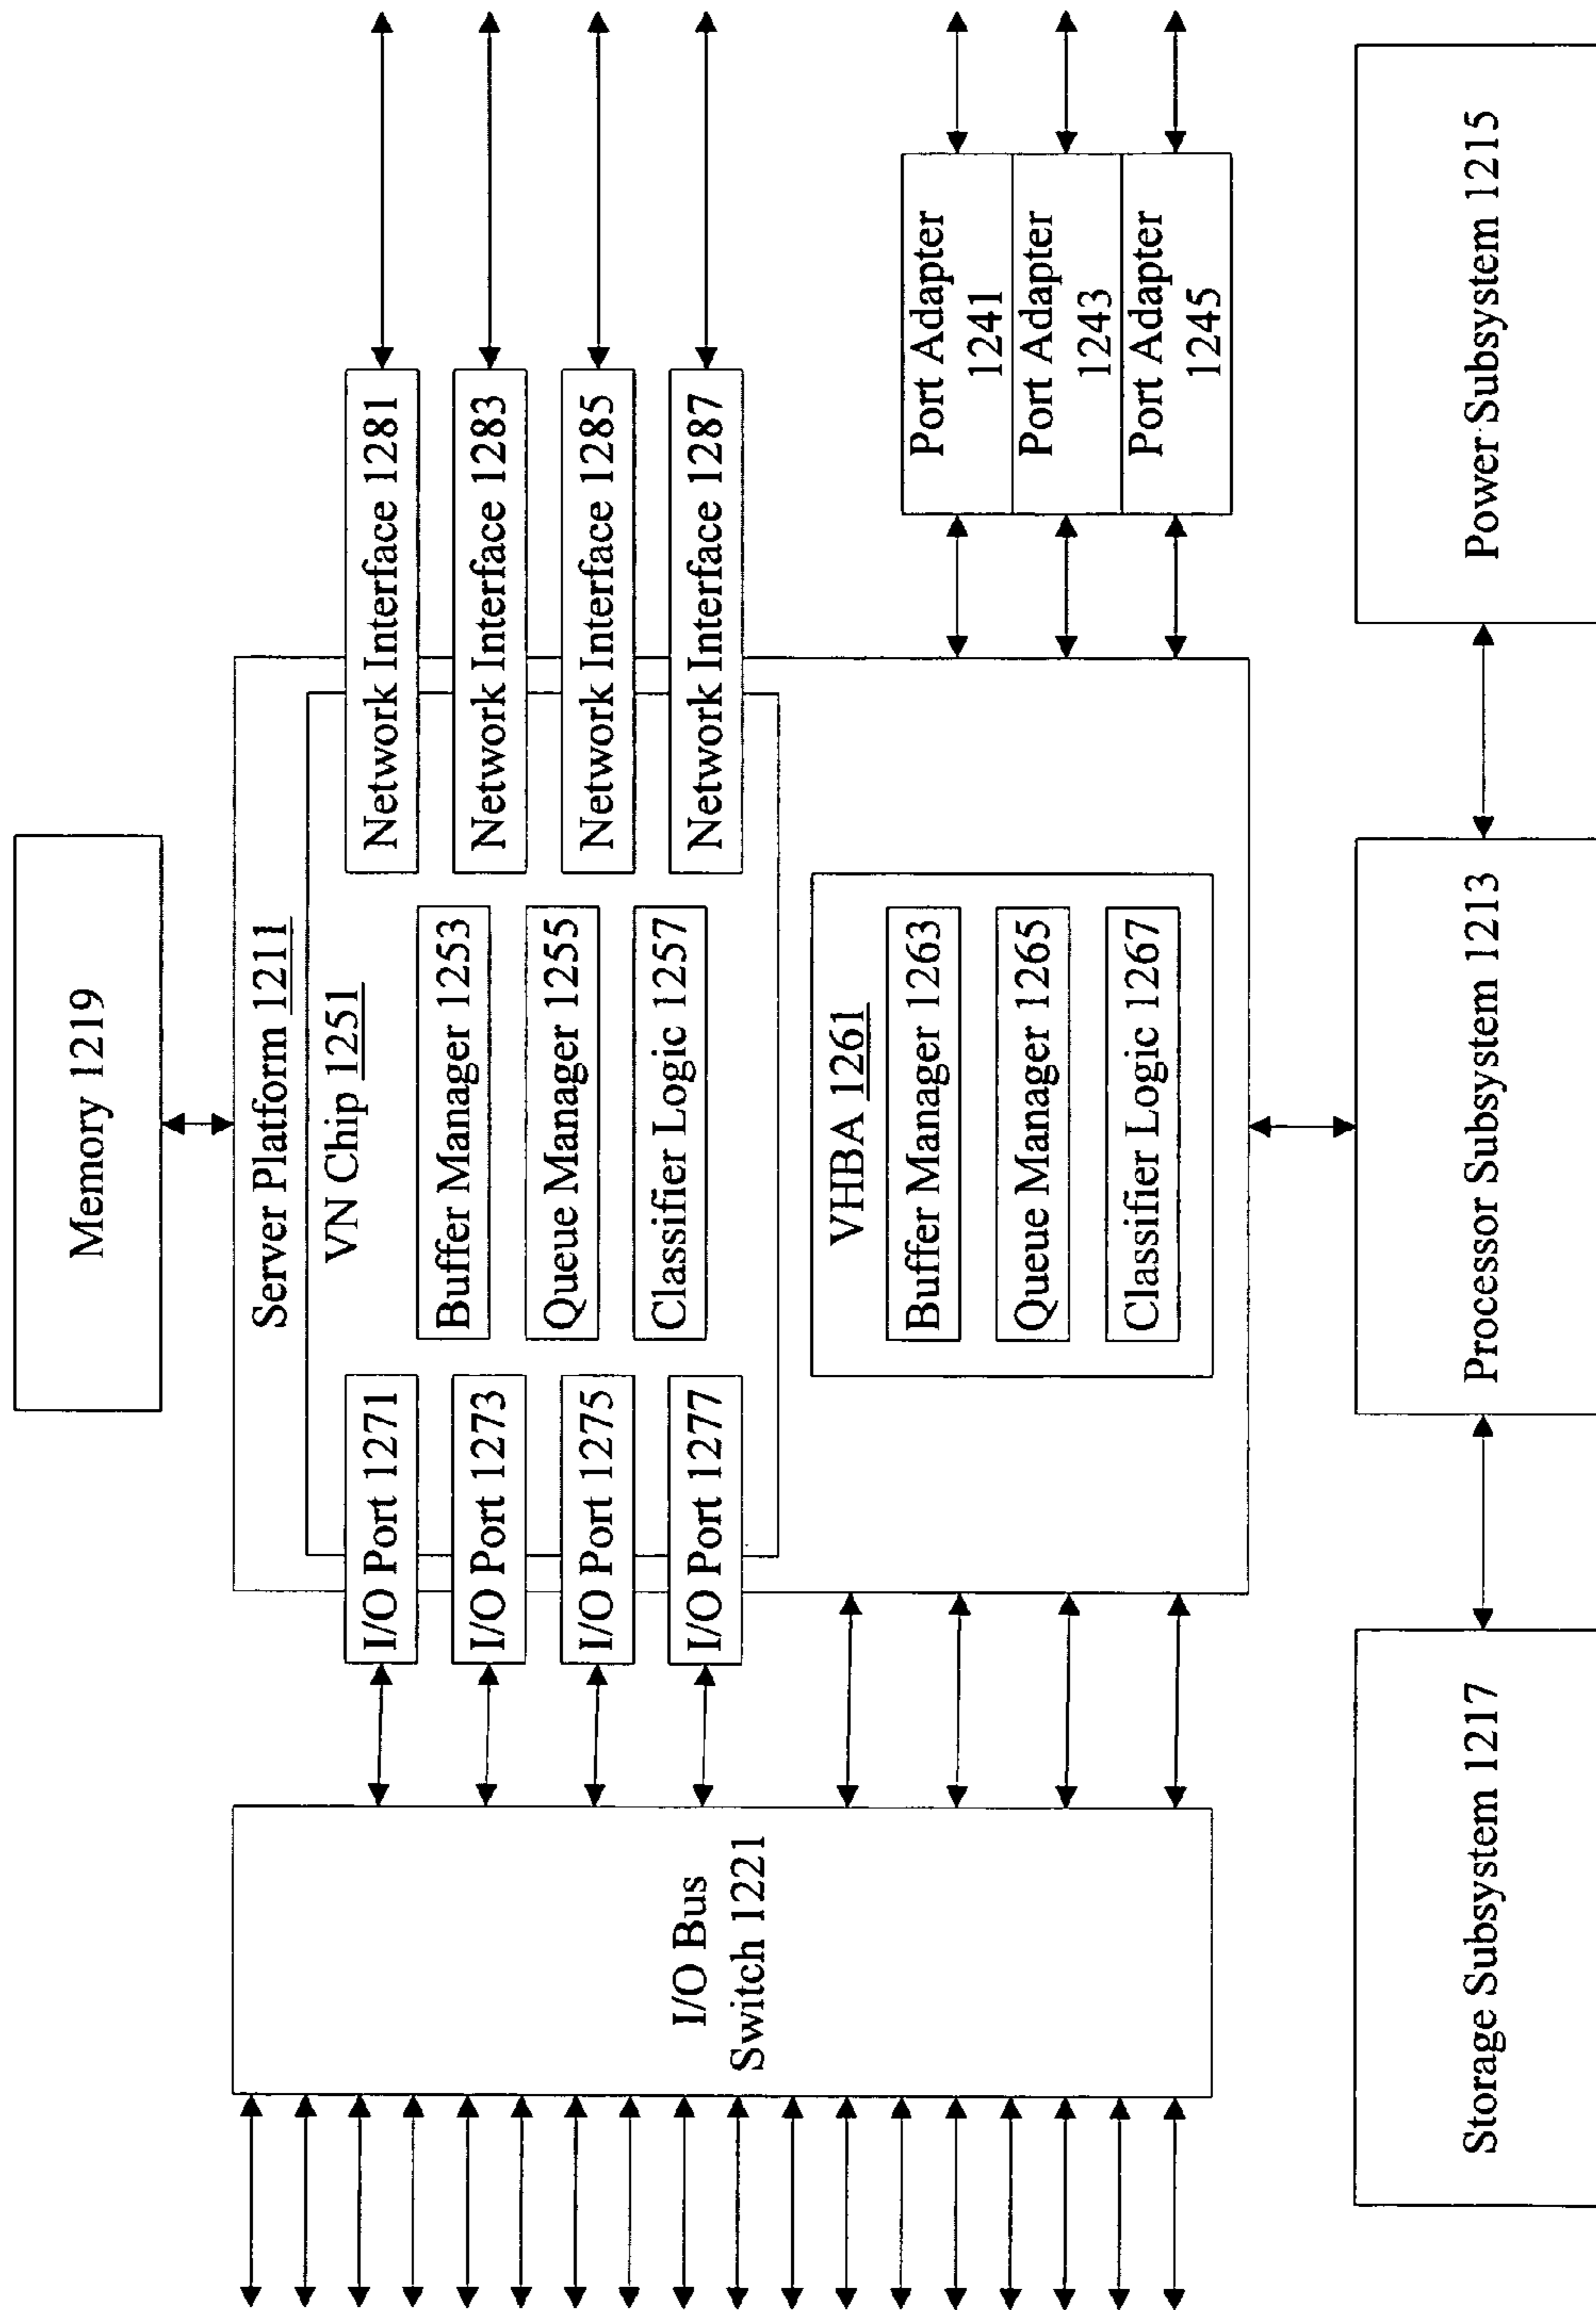 Memory 1219
Server Platform 1211
VN Chip 1251
I/O Port 1271
I/O Port 1273
I/O Port 1275
I/O Port 1277
Buffer Manager 1253
Queue Manager 1255
Classifier Logic 1257
Network Interface 1281
Network Interface 1283
Network Interface 1285
Network Interface 1287
I/O Bus
Switch 1221
VHBA 1261
Buffer Manager 1263
Queue Manager 1265
Classifier Logic 1267
Port Adapter
1241
Port Adapter
1243
Port Adapter
1245
Storage Subsystem 1217
Processor Subsystem 1213
Power Subsystem 1215